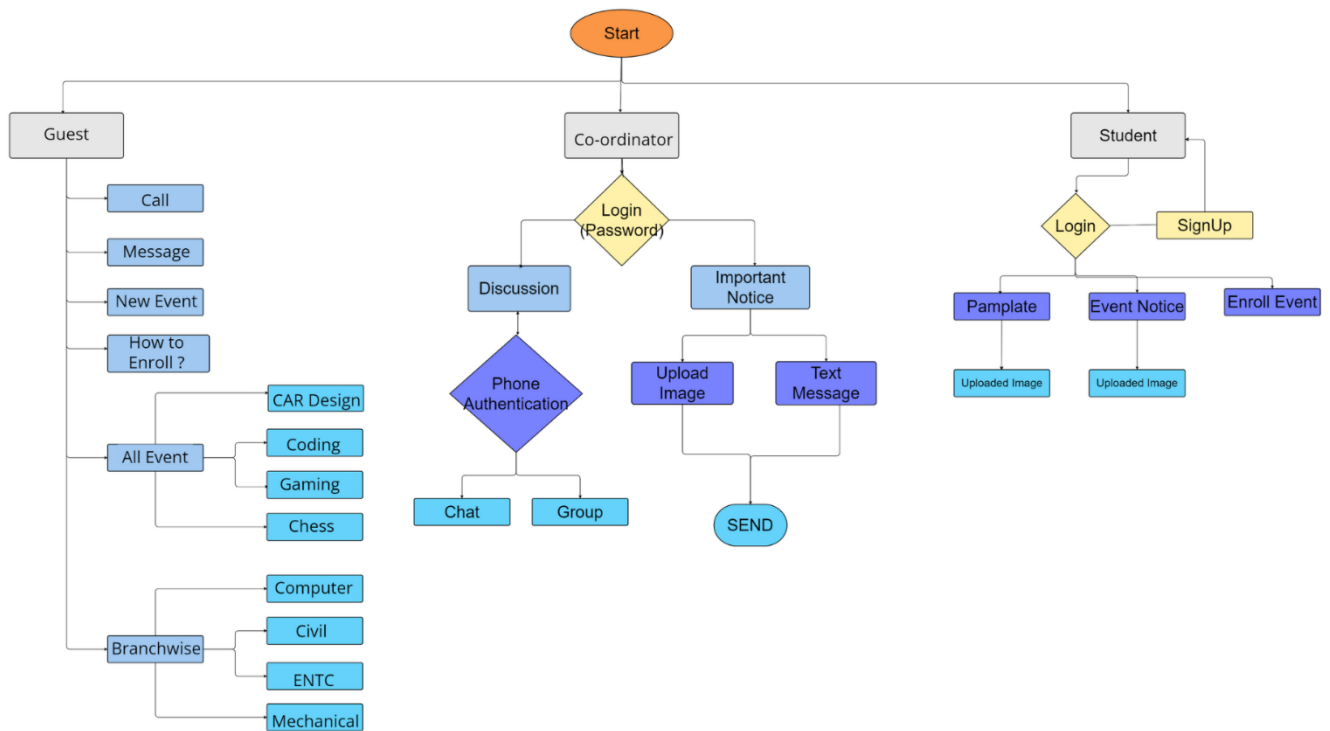 Start
Guest
Co-ordinator
Student
Call
Message
New Event
How to
Enroll ?
All Event
CAR Design
Coding
Gaming
Chess
Branchwise
Computer
Civil
ENTC
Mechanical
Login
(Password)
Discussion
Important
Notice
Phone
Authentication
Upload
Image
Text
Message
Chat
Group
SEND
Login
SignUp
Pamplate
Event Notice
Enroll Event
Uploaded Image
Uploaded Image